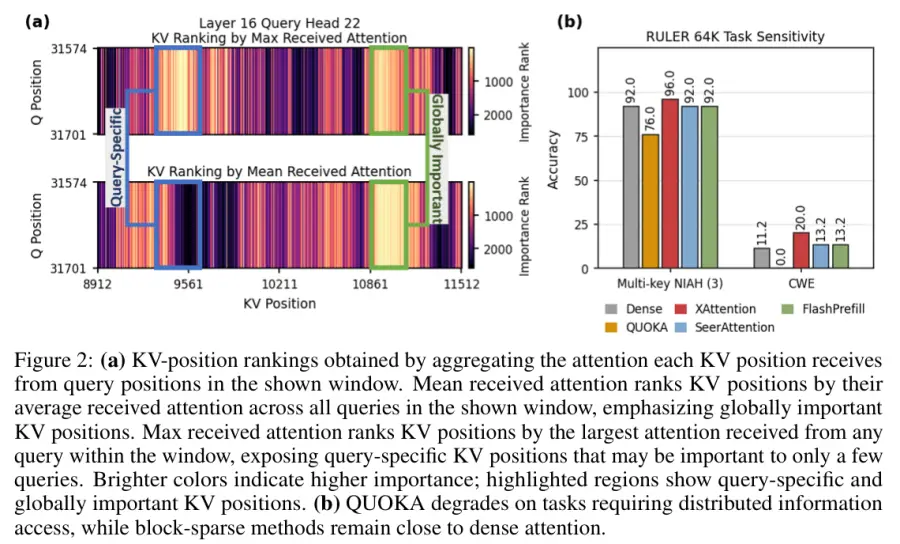 (a)
Layer 16 Query Head 22
KV Ranking by Max Received Attention
31574
31701
Q Position
1000
2000
Importance Rank
Query-Specific
Globally Important
KV Ranking by Mean Received Attention
31574
31701
Q Position
1000
2000
Importance Rank
8912 9561 10211 10861 11512
KV Position
(b)
RULER 64K Task Sensitivity
Accuracy
100
75
50
25
0
92.0 76.0 96.0 92.0 92.0
11.2 0.0 20.0 13.2 13.2
Multi-key NIAH (3) CWE
Dense XAttention FlashPrefill
QUOKA SeerAttention
Figure 2: (a) KV-position rankings obtained by aggregating the attention each KV position receives
from query positions in the shown window. Mean received attention ranks KV positions by their
average received attention across all queries in the shown window, emphasizing globally important
KV positions. Max received attention ranks KV positions by the largest attention received from any
query within the window, exposing query-specific KV positions that may be important to only a few
queries. Brighter colors indicate higher importance; highlighted regions show query-specific and
globally important KV positions. (b) QUOKA degrades on tasks requiring distributed information
access, while block-sparse methods remain close to dense attention.